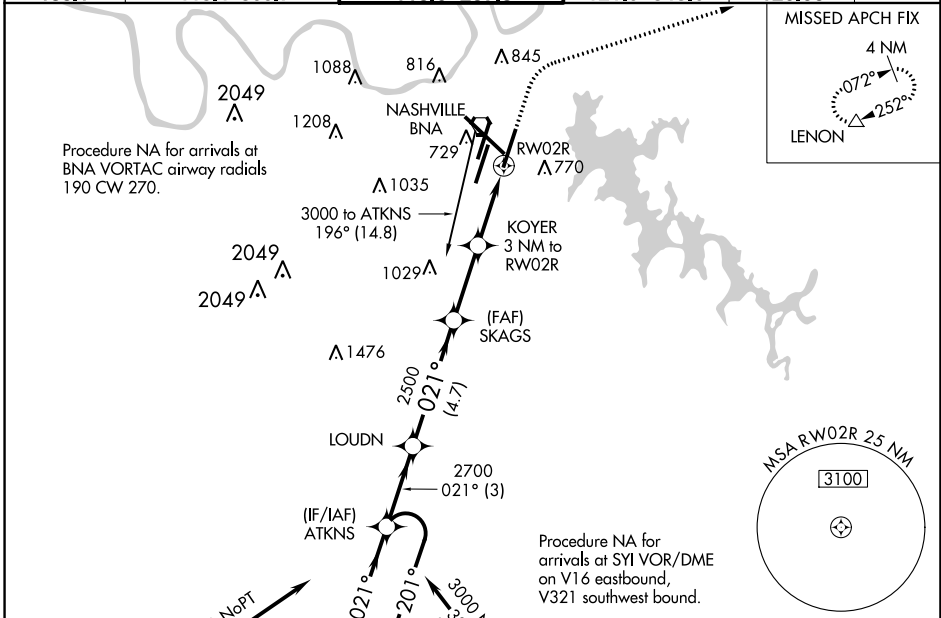 MISSED APCH FIX
4 NM
072°
252°
LENON
1088
816
845
2049
1208
NASHVILLE
BNA
729
RW02R
770
Procedure NA for arrivals at
BNA VORTAC airway radials
190 CW 270.
1035
3000 to ATKNS
196° (14.8)
KOYER
3 NM to
RW02R
2049
1029
2049
(FAF)
SKAGS
1476
2500
021°
(4.7)
LOUDN
2700
021° (3)
MSA RW02R 25 NM
3100
(IF/IAF)
ATKNS
Procedure NA for
arrivals at SYI VOR/DME
on V16 eastbound,
V321 southwest bound.
NoPT
021°
201°
3000